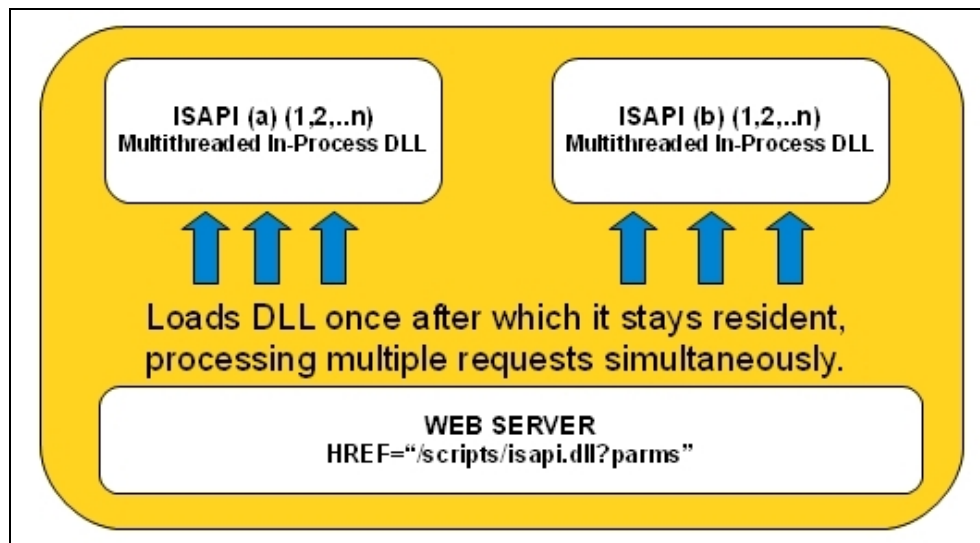 ISAPI (a) (1,2,..n)
Multithreaded In-Process DLL
ISAPI (b) (1,2,..n)
Multithreaded In-Process DLL
Loads DLL once after which it stays resident,
processing multiple requests simultaneously.
WEB SERVER
HREF=“/scripts/isapi.dll?parms”